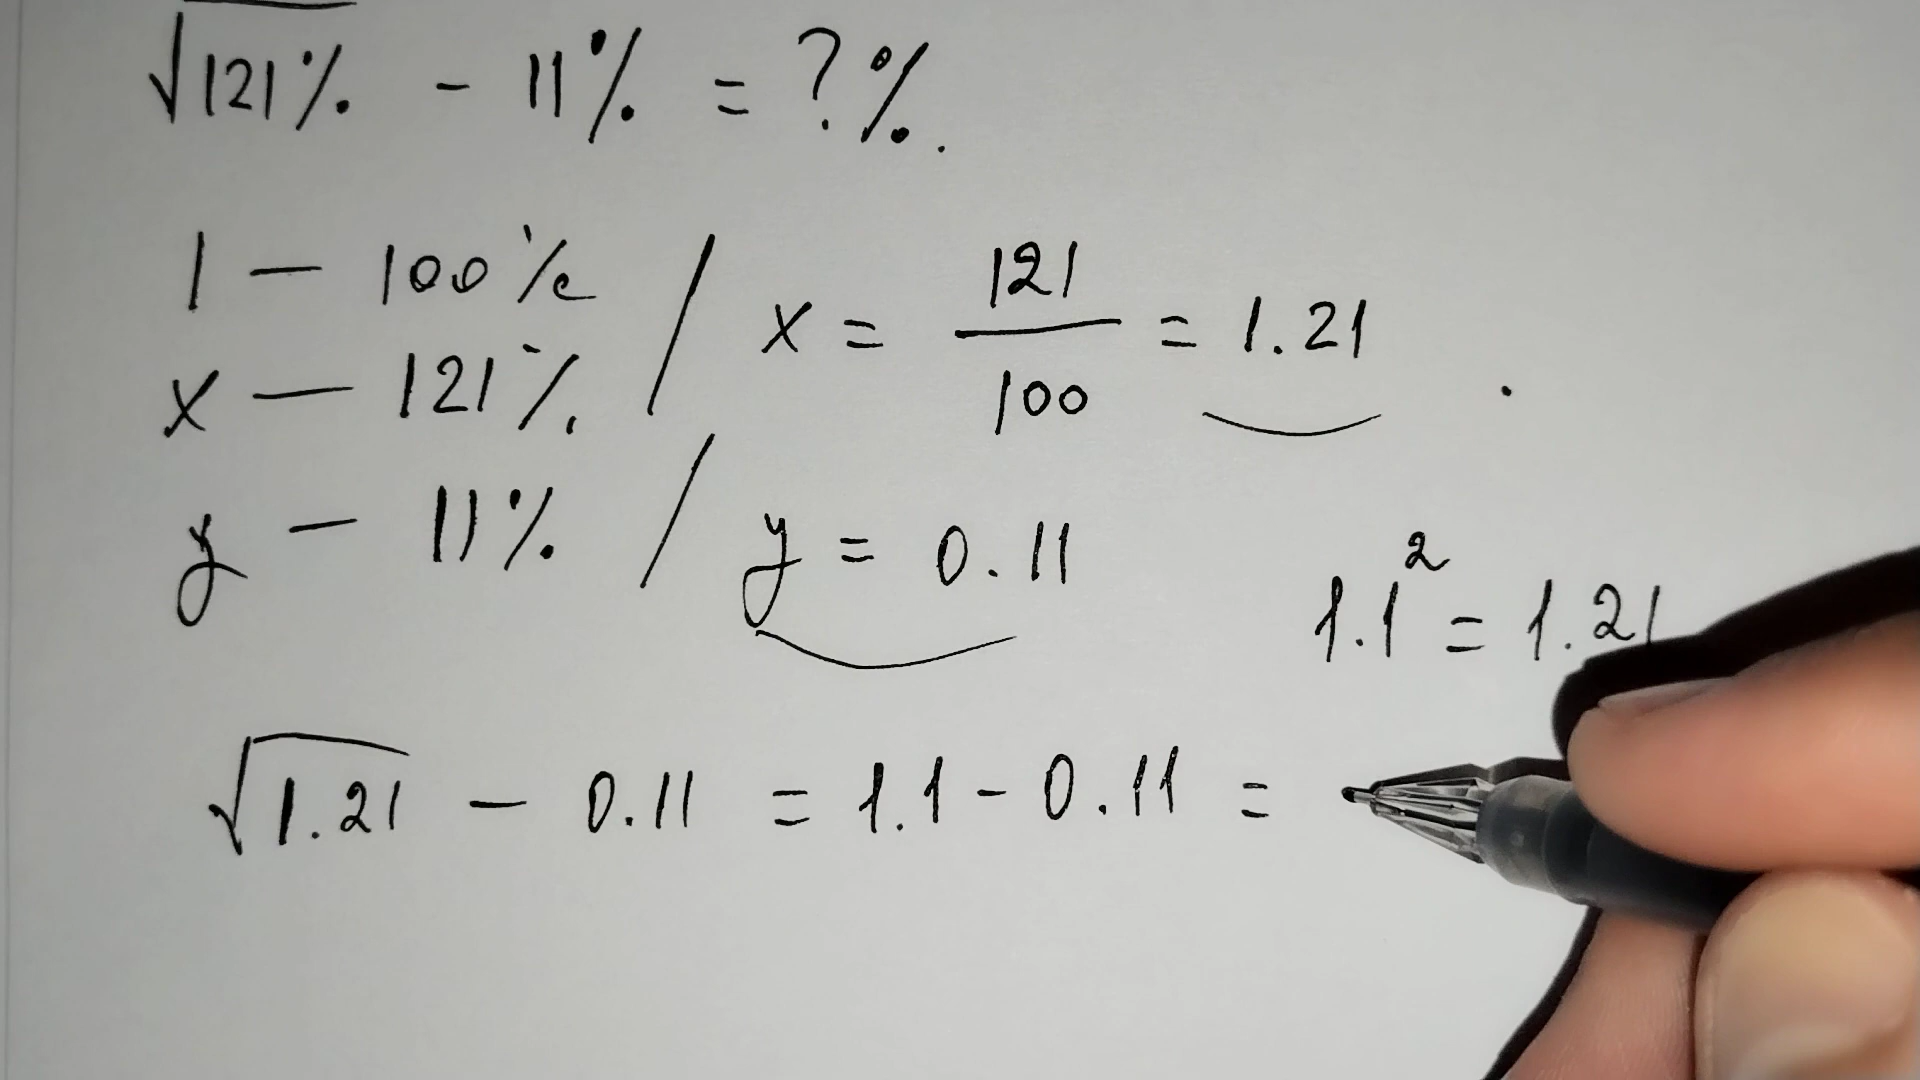 √121% - 11% = ?%.
1 — 100% / x = 121/100 = 1.21
x — 121%
y — 11% / y = 0.11
1.1² = 1.21
√1.21 - 0.11 = 1.1 - 0.11 =